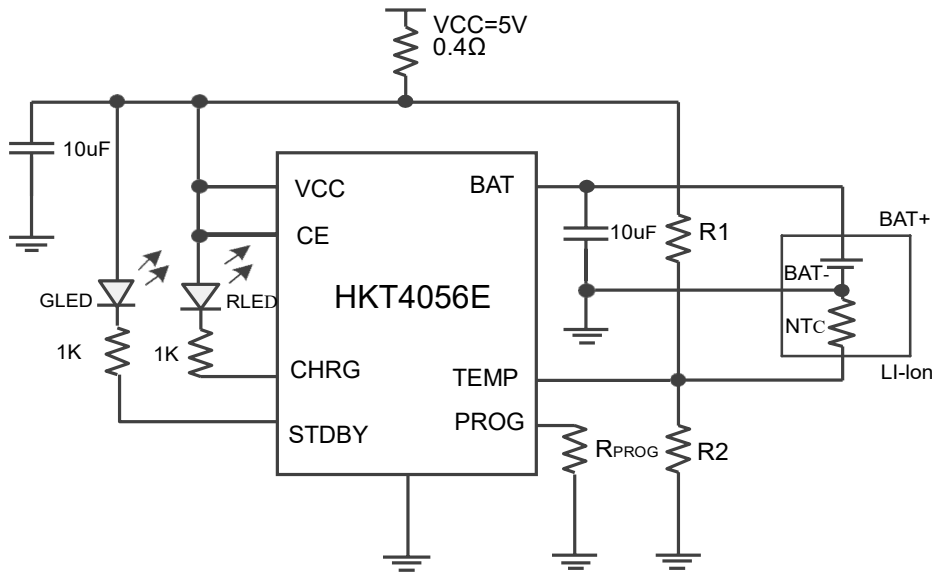 VCC=5V
0.4Ω
10uF
VCC
BAT
CE
10uF
R1
BAT+
BAT-
GLED
RLED
HKT4056E
NTC
1K
1K
CHRG
TEMP
LI-Ion
STDBY
PROG
RPROG
R2